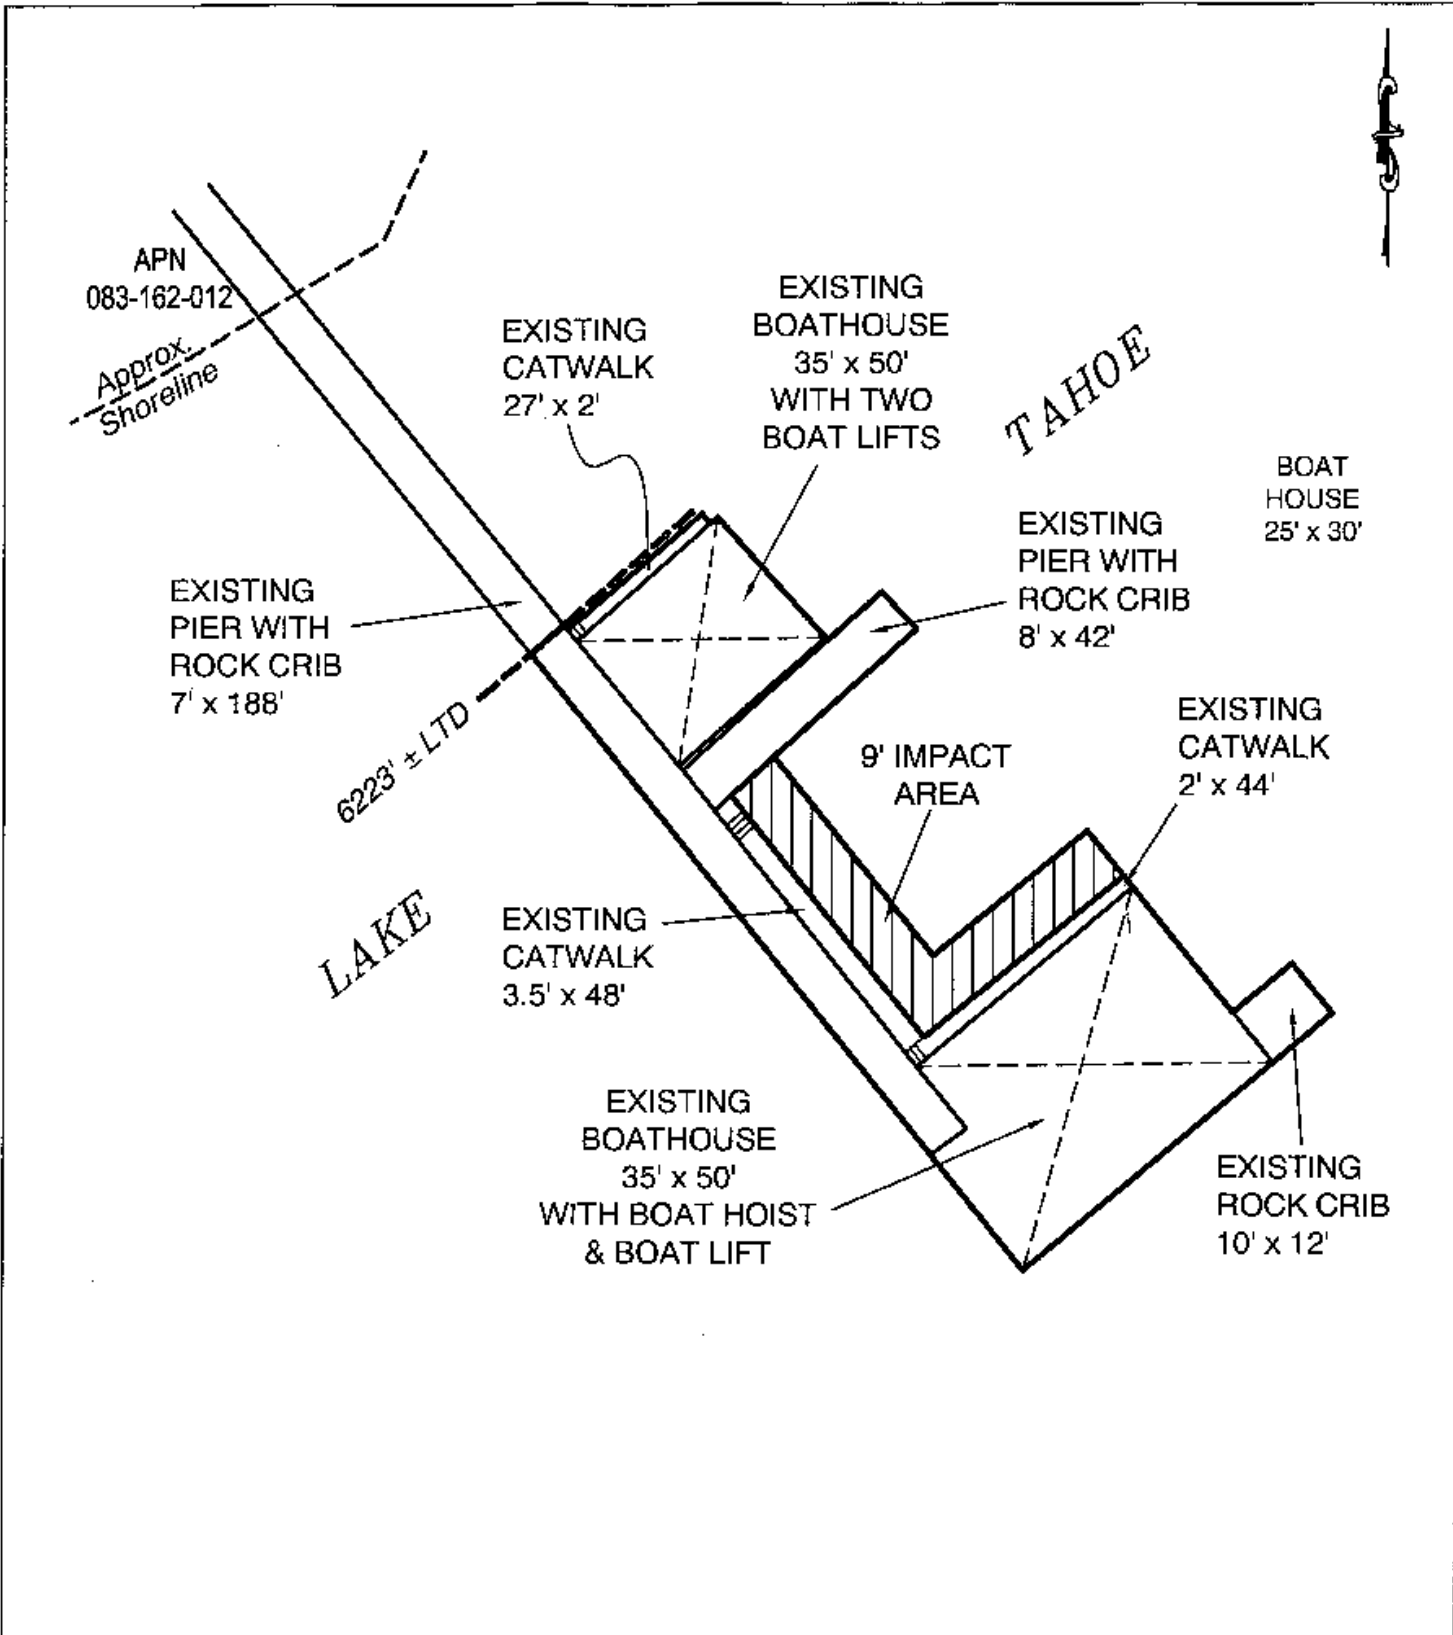 APN
083-162-012
Approx.
Shoreline
EXISTING
CATWALK
27' x 2'
EXISTING
BOATHOUSE
35' x 50'
WITH TWO
BOAT LIFTS
TAHOE
BOAT
HOUSE
25' x 30'
EXISTING
PIER WITH
ROCK CRIB
8' x 42'
EXISTING
PIER WITH
ROCK CRIB
7' x 188'
6223' ± LTD
9' IMPACT
AREA
EXISTING
CATWALK
2' x 44'
LAKE
EXISTING
CATWALK
3.5' x 48'
EXISTING
BOATHOUSE
35' x 50'
WITH BOAT HOIST
& BOAT LIFT
EXISTING
ROCK CRIB
10' x 12'